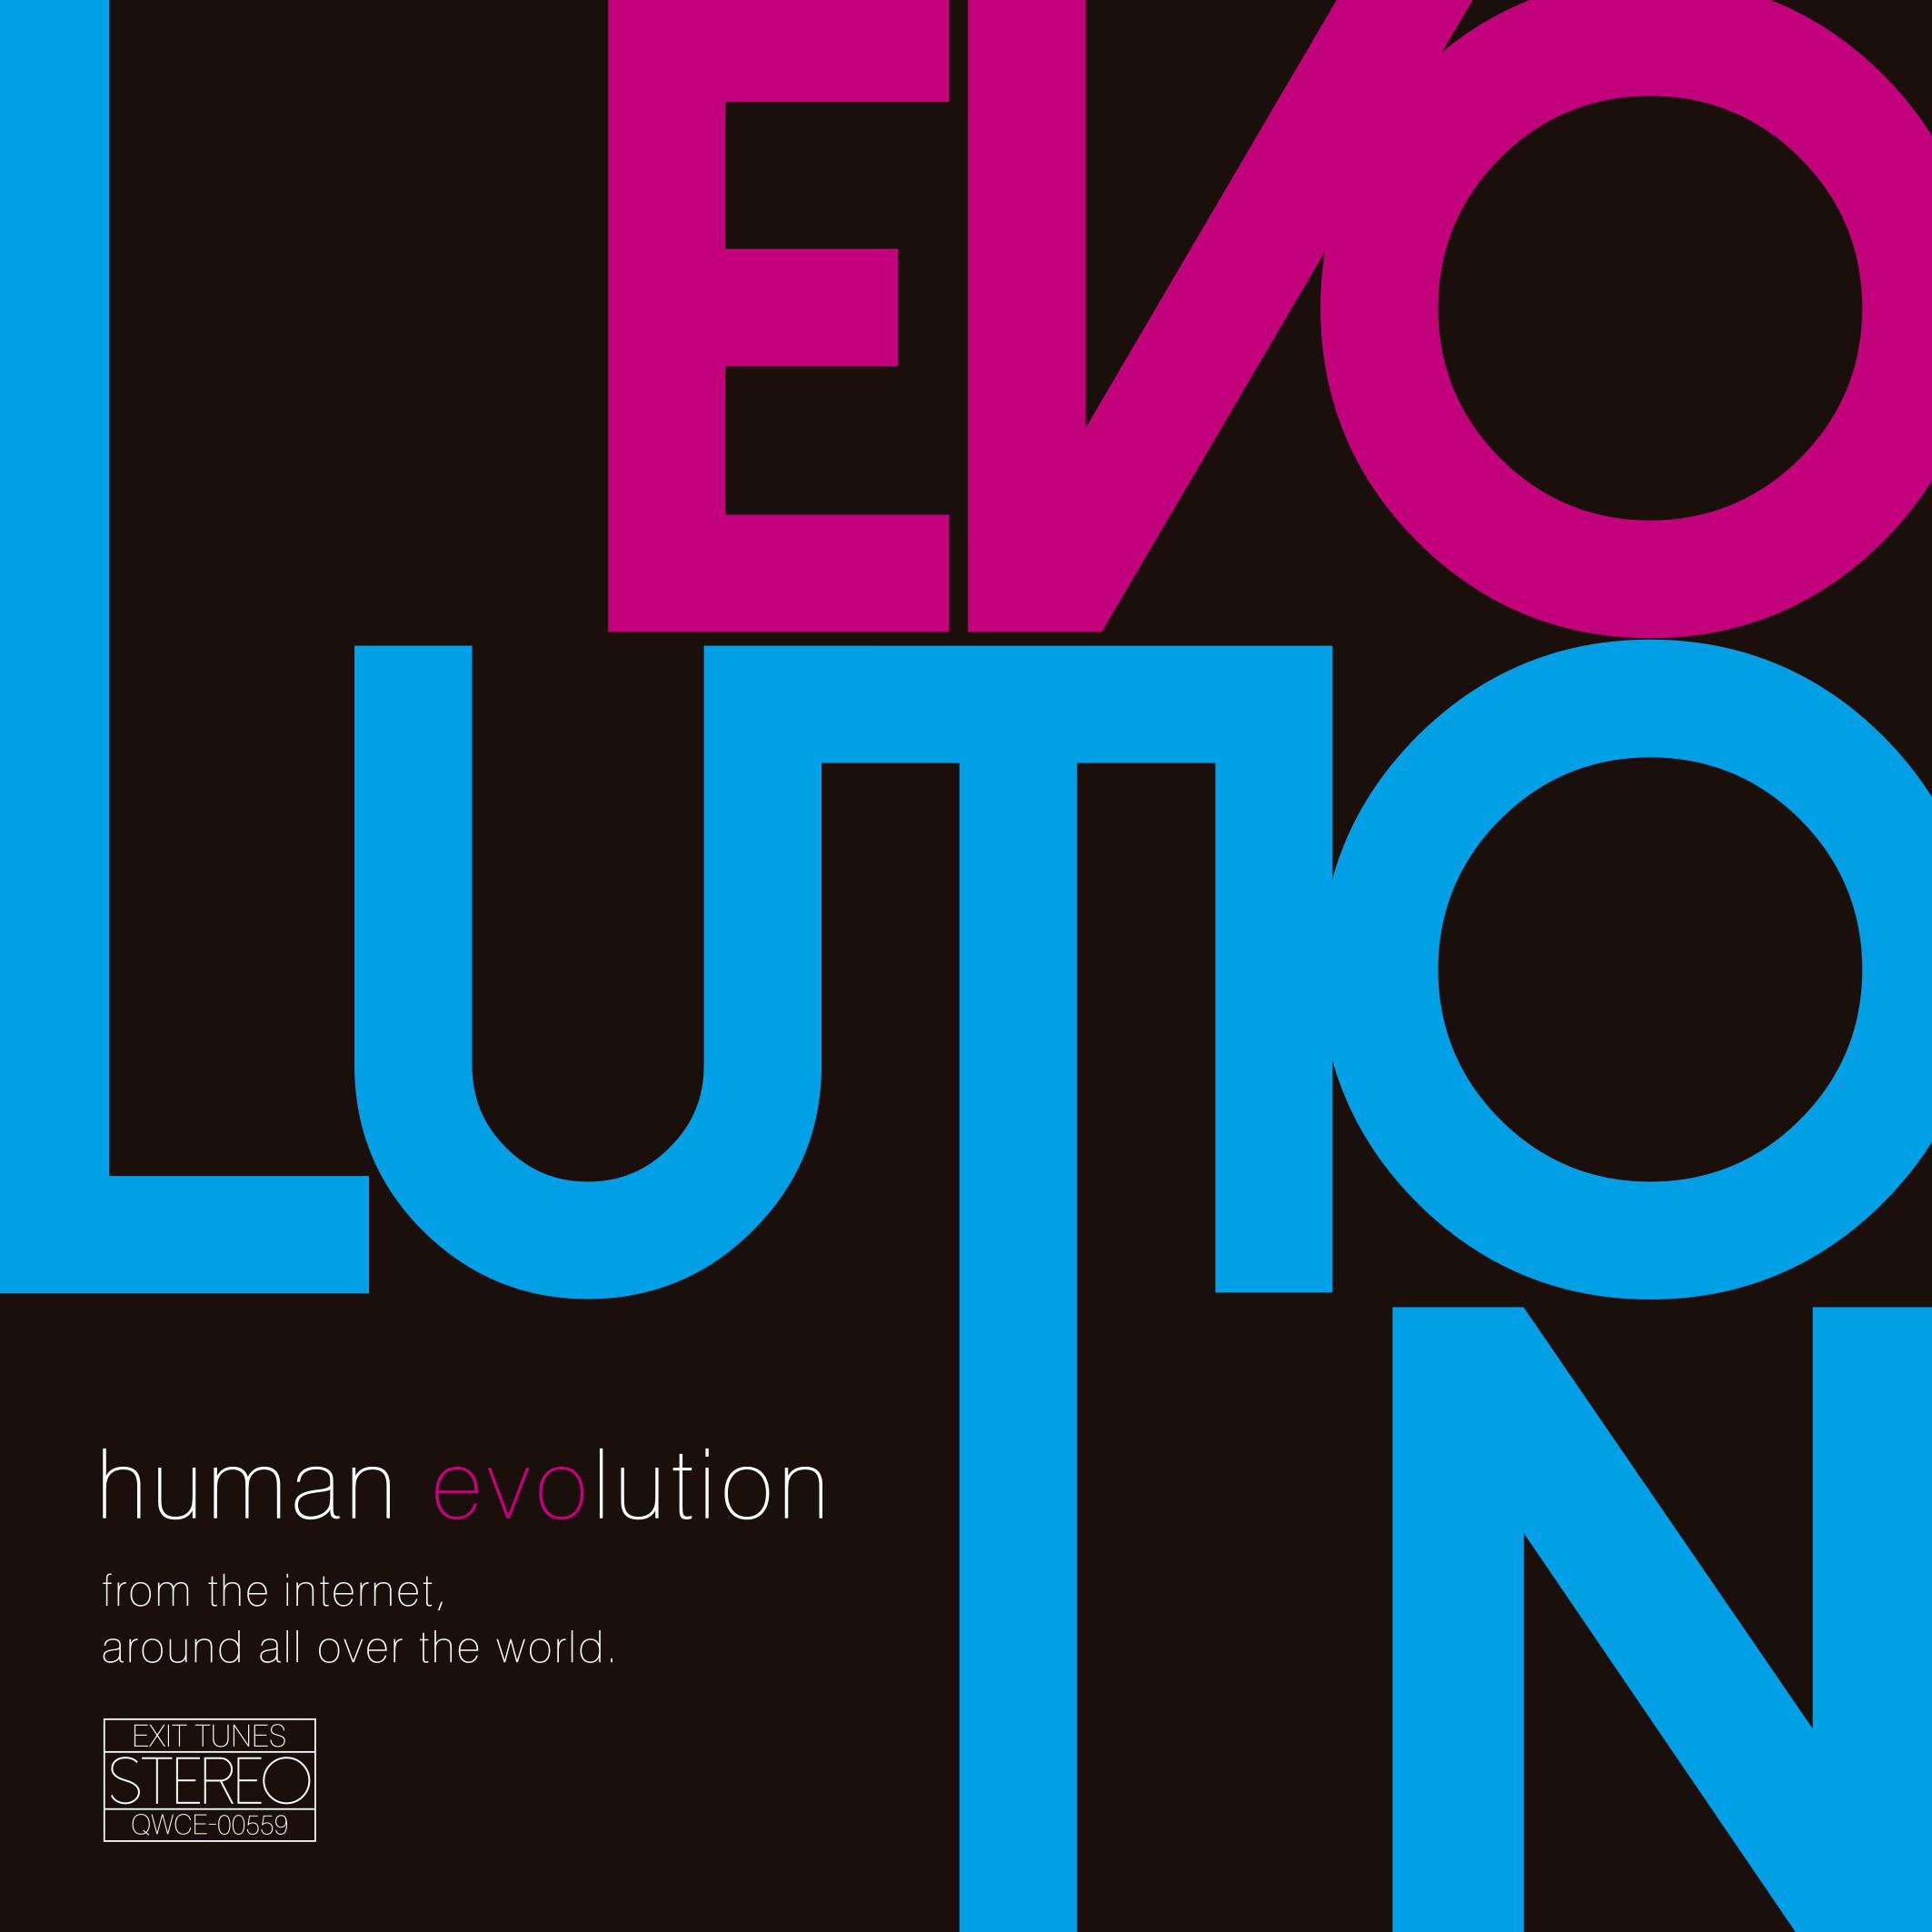 EVO
LUTIO
N
human evolution
from the internet,
around all over the world.
EXIT TUNES
STEREO
QWCE-00559